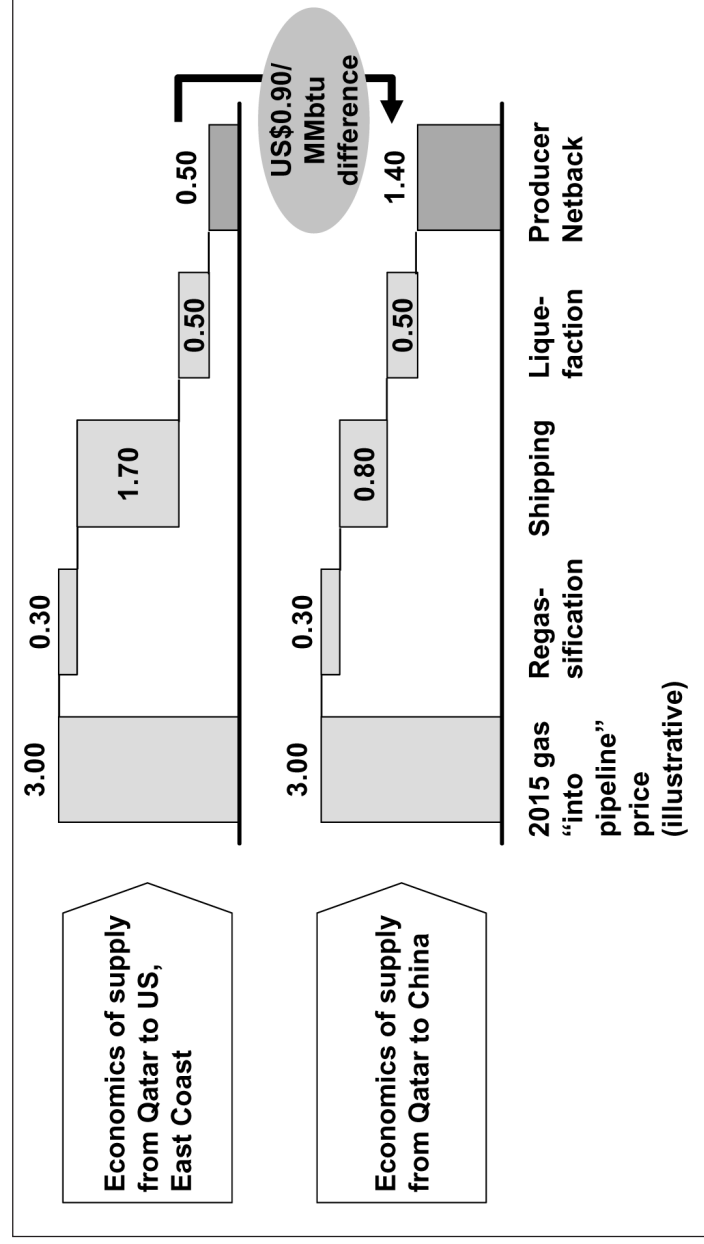 Economics of supply
from Qatar to US,
East Coast
3.00
0.30
1.70
0.50
0.50
US$0.90/
MMbtu
difference
Economics of supply
from Qatar to China
3.00
0.30
0.80
0.50
1.40
2015 gas
“into
pipeline”
price
(illustrative)
Regas-
sification
Shipping
Lique-
faction
Producer
Netback